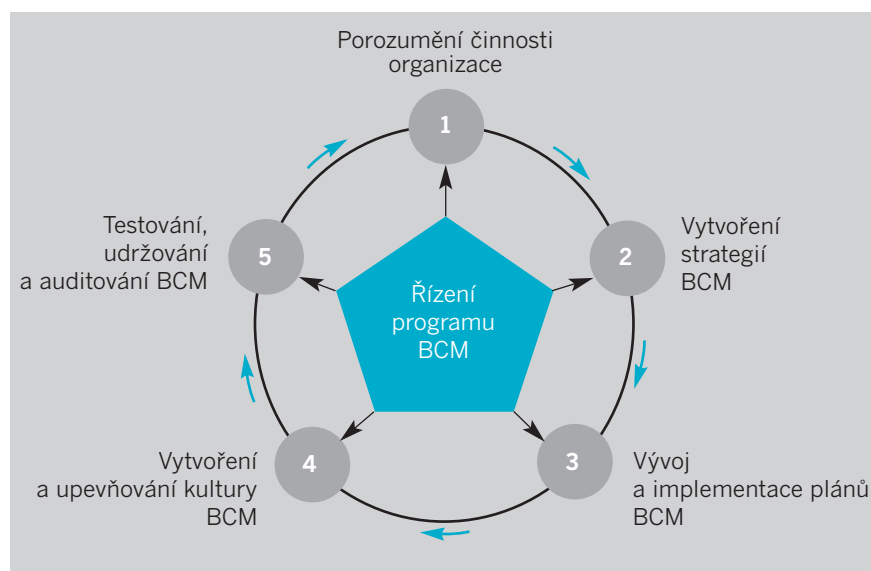 Porozumění činnosti
organizace
1
2
Vytvoření
strategií
BCM
3
Vývoj
a implementace plánů
BCM
4
Vytvoření
a upevňování kultury
BCM
5
Testování,
udržování
a auditování BCM
Řízení
programu
BCM